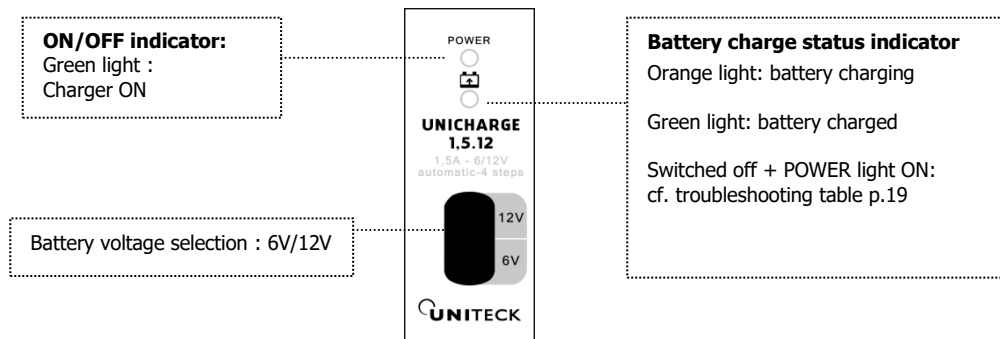 ON/OFF indicator:
Green light :
Charger ON
Battery voltage selection : 6V/12V
POWER
UNICHARGE
1,5.12
1,5A - 6/12V
automatic-4 steps
12V
6V
UNITECK
Battery charge status indicator
Orange light: battery charging
Green light: battery charged
Switched off + POWER light ON:
cf. troubleshooting table p.19